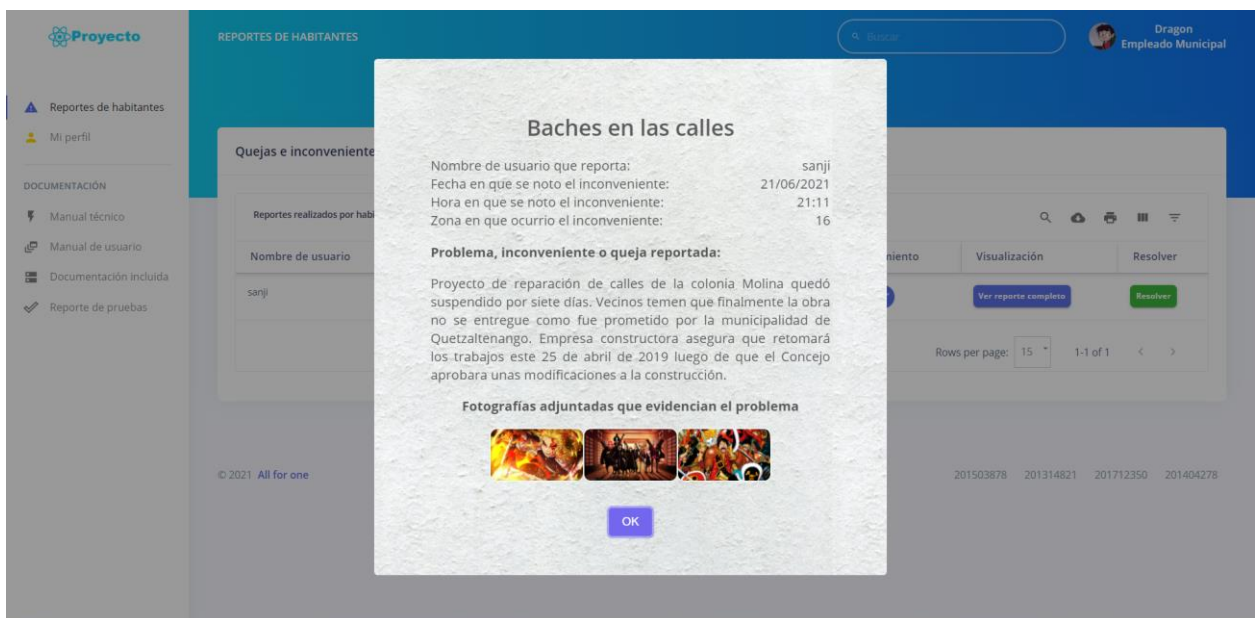 Proyecto
REPORTES DE HABITANTES
Buscar
Dragon
Empleado Municipal
Reportes de habitantes
Mi perfil
DOCUMENTACIÓN
Manual técnico
Manual de usuario
Documentación incluida
Reporte de pruebas
Quejas e inconveniente
Reportes realizados por habi
Nombre de usuario
miento
Visualización
Resolver
sanji
Ver reporte completo
Resolver
Rows per page: 15
1-1 of 1
Baches en las calles
Nombre de usuario que reporta: sanji
Fecha en que se noto el inconveniente: 21/06/2021
Hora en que se noto el inconveniente: 21:11
Zona en que ocurrio el inconveniente: 16
Problema, inconveniente o queja reportada:
Proyecto de reparación de calles de la colonia Molina quedó
suspendido por siete días. Vecinos temen que finalmente la obra
no se entregue como fue prometido por la municipalidad de
Quetzaltenango. Empresa constructora asegura que retomará
los trabajos este 25 de abril de 2019 luego de que el Concejo
aprobara unas modificaciones a la construcción.
Fotografías adjuntadas que evidencian el problema
OK
© 2021 All for one
201503878 201314821 201712350 201404278